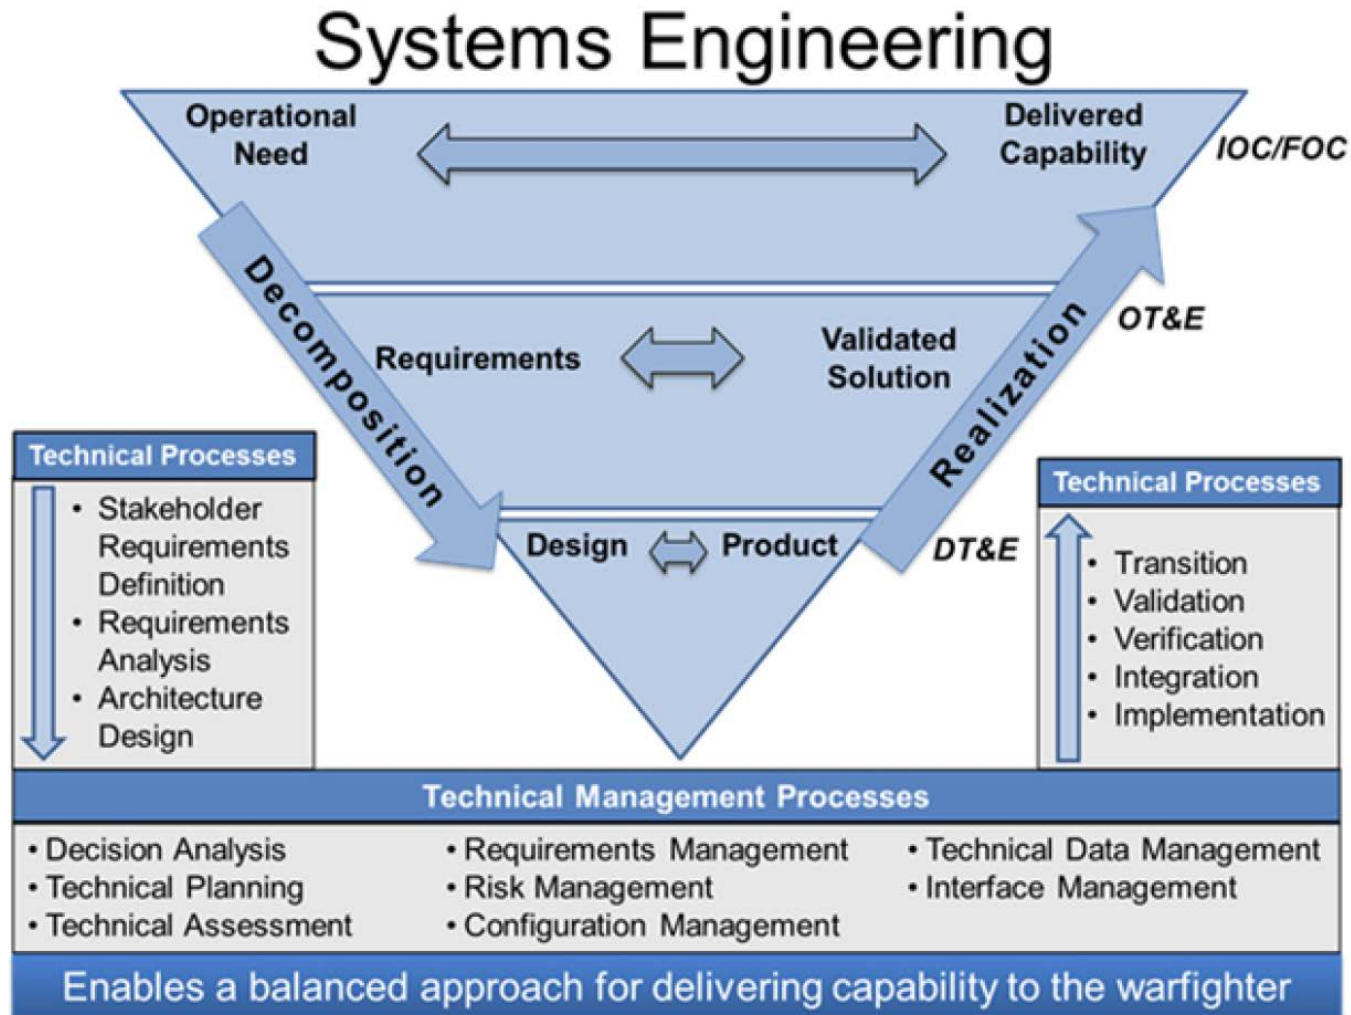 Systems Engineering
Operational
Need
Delivered
Capability
IOC/FOC
Decomposition
Realization
OT&E
Requirements
Validated
Solution
Design
Product
DT&E
Technical Processes
• Stakeholder
Requirements
Definition
• Requirements
Analysis
• Architecture
Design
Technical Processes
• Transition
• Validation
• Verification
• Integration
• Implementation
Technical Management Processes
• Decision Analysis
• Technical Planning
• Technical Assessment
• Requirements Management
• Risk Management
• Configuration Management
• Technical Data Management
• Interface Management
Enables a balanced approach for delivering capability to the warfighter